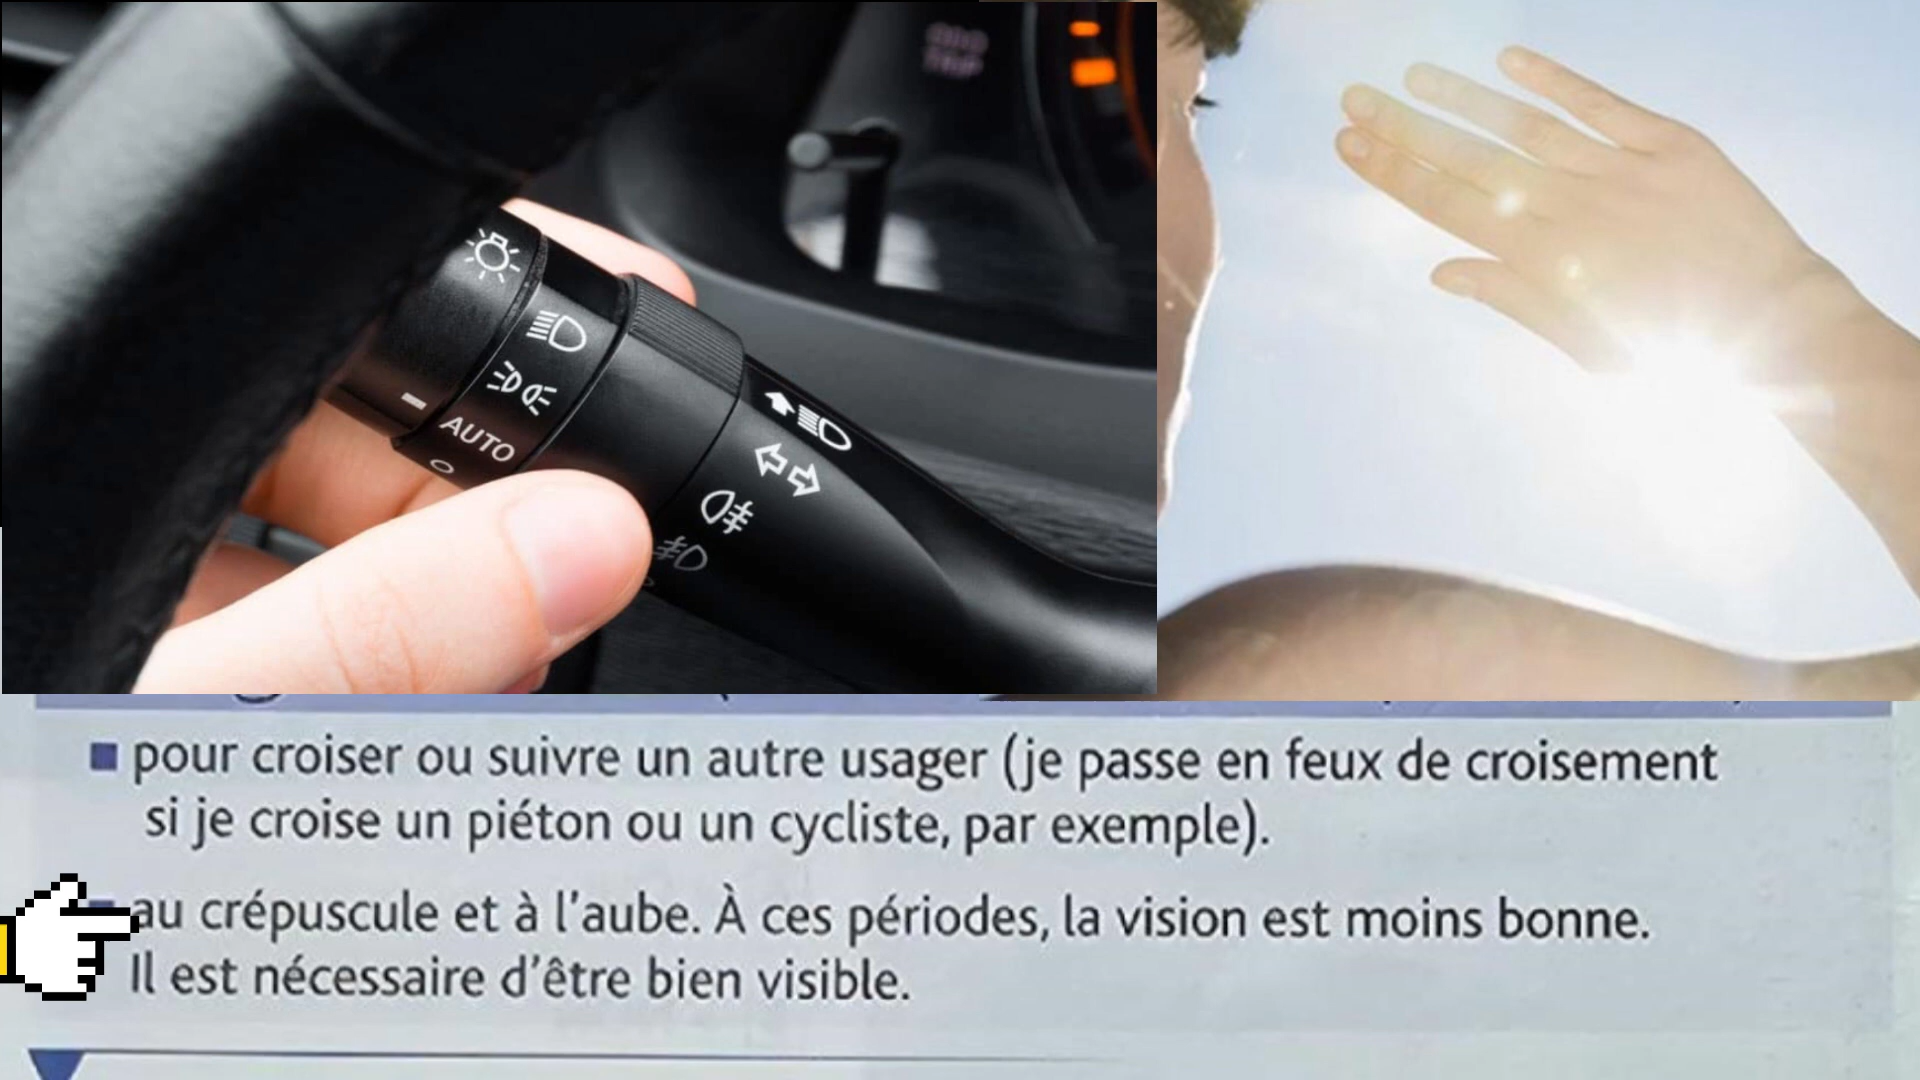 AUTO
pour croiser ou suivre un autre usager (je passe en feux de croisement
si je croise un piéton ou un cycliste, par exemple).
au crépuscule et à l'aube. À ces périodes, la vision est moins bonne.
Il est nécessaire d'être bien visible.